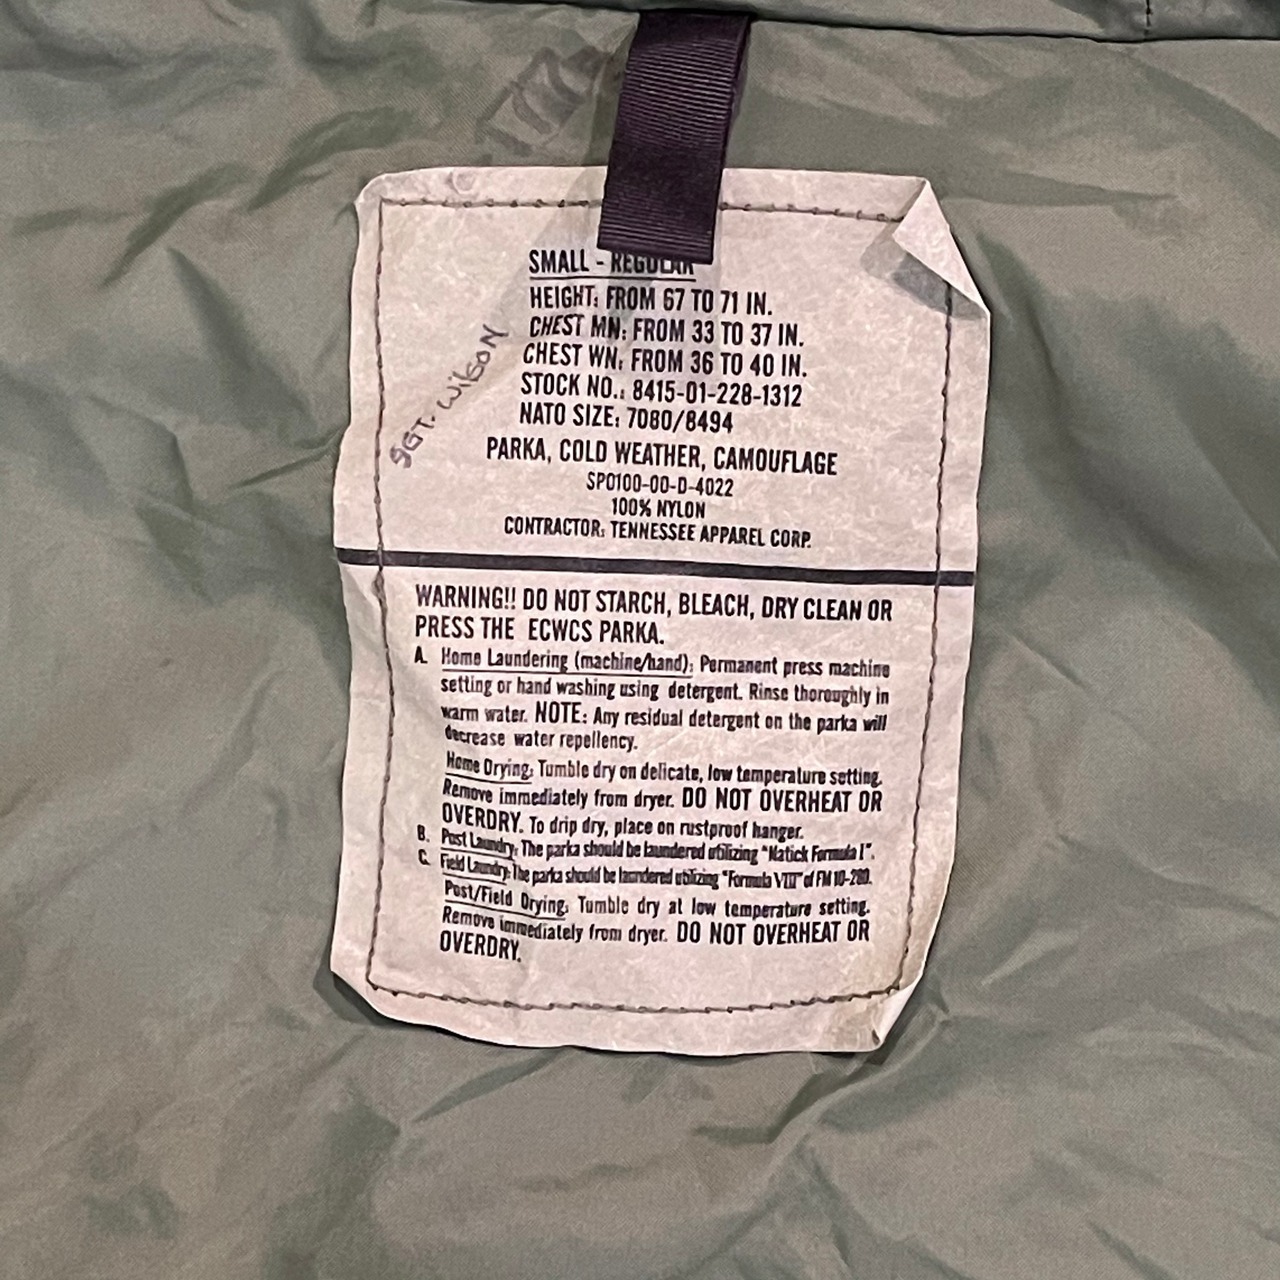 SMALL - REGULAR
HEIGHT: FROM 67 TO 71 IN.
CHEST MN: FROM 33 TO 37 IN.
CHEST WN: FROM 36 TO 40 IN.
STOCK NO.: 8415-01-228-1312
NATO SIZE: 7080/8494
SGT. WilsoN
PARKA, COLD WEATHER, CAMOUFLAGE
SPO100-00-D-4022
100% NYLON
CONTRACTOR: TENNESSEE APPAREL CORP.
WARNING!! DO NOT STARCH, BLEACH, DRY CLEAN OR
PRESS THE ECWCS PARKA.
A. Home Laundering (machine/hand): Permanent press machine
setting or hand washing using detergent. Rinse thoroughly in
warm water. NOTE: Any residual detergent on the parka will
decrease water repellency.
Home Drying: Tumble dry on delicate, low temperature setting.
Remove immediately from dryer. DO NOT OVERHEAT OR
OVERDRY. To drip dry, place on rustproof hanger.
B. Post Laundry: The parka should be laundered utilizing "Natick Formula I".
C. Field Laundry: The parka should be laundered utilizing "Formula VIII" of FM 10-280.
Post/Field Drying: Tumble dry at low temperature setting.
Remove immediately from dryer. DO NOT OVERHEAT OR
OVERDRY.